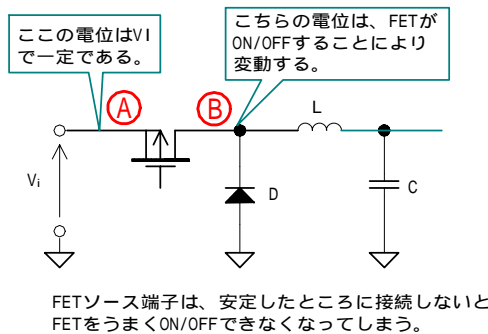 ここの電位はVI
で一定である。
こちらの電位は、FETが
ON/OFFすることにより
変動する。
A
B
L
Vi
D
C
FETソース端子は、安定したところに接続しないと
FETをうまくON/OFFできなくなってしまう。